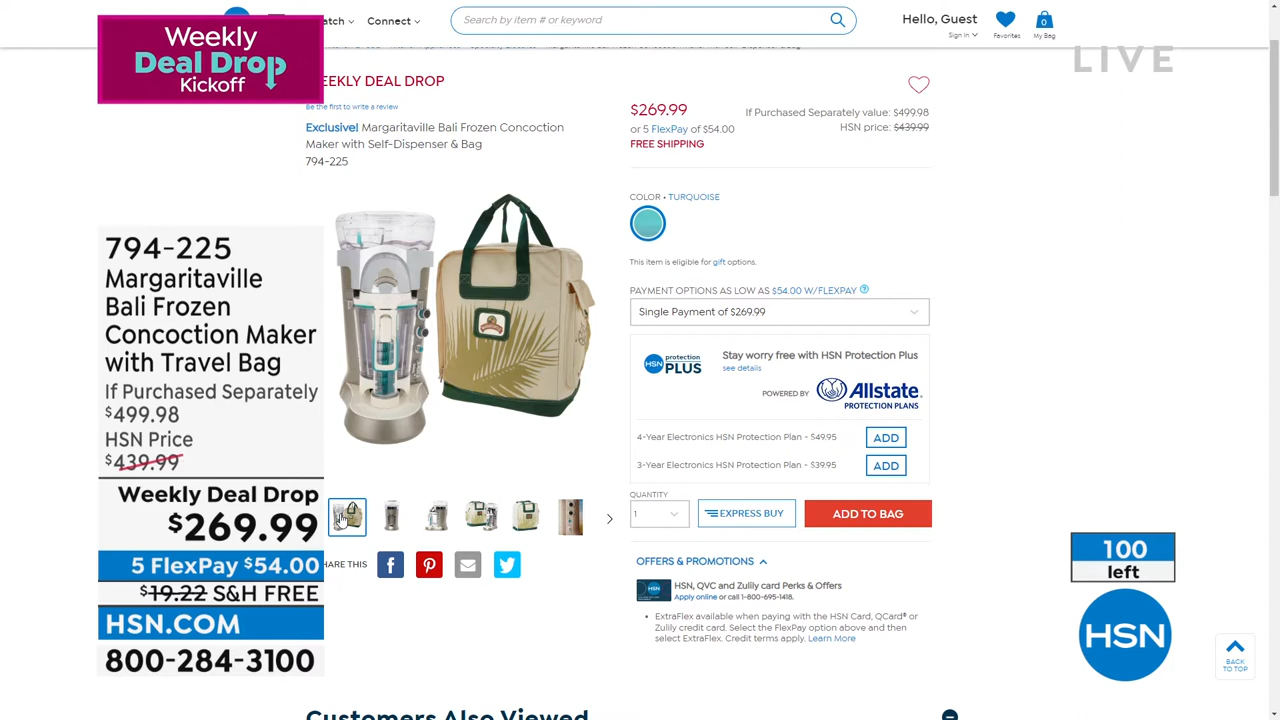 Weekly
Deal Drop
Kickoff
Connect
Search by item # or keyword
Hello, Guest
Sign In
Favorites
0
My Bag
LIVE
WEEKLY DEAL DROP
Be the first to write a review
Exclusive! Margaritaville Bali Frozen Concoction
Maker with Self-Dispenser & Bag
794-225
$269.99
or 5 FlexPay of $54.00
FREE SHIPPING
If Purchased Separately value: $499.98
HSN price: $439.99
COLOR • TURQUOISE
This item is eligible for gift options.
PAYMENT OPTIONS AS LOW AS $54.00 W/FLEXPAY
Single Payment of $269.99
HSN protection PLUS
Stay worry free with HSN Protection Plus
see details
POWERED BY
Allstate
PROTECTION PLANS
4-Year Electronics HSN Protection Plan - $49.95
ADD
3-Year Electronics HSN Protection Plan - $39.95
ADD
QUANTITY
1
EXPRESS BUY
ADD TO BAG
SHARE THIS
OFFERS & PROMOTIONS
HSN, QVC and Zulily card Perks & Offers
Apply online or call 1-800-695-1418.
• ExtraFlex available when paying with the HSN Card, QCard® or
Zulily credit card. Select the FlexPay option above and then
select ExtraFlex. Credit terms apply. Learn More
794-225
Margaritaville
Bali Frozen
Concoction Maker
with Travel Bag
If Purchased Separately
$499.98
HSN Price
$439.99
Weekly Deal Drop
$269.99
5 FlexPay $54.00
$19.22 S&H FREE
HSN.COM
800-284-3100
100
left
HSN
BACK
TO TOP
Customers Also Viewed